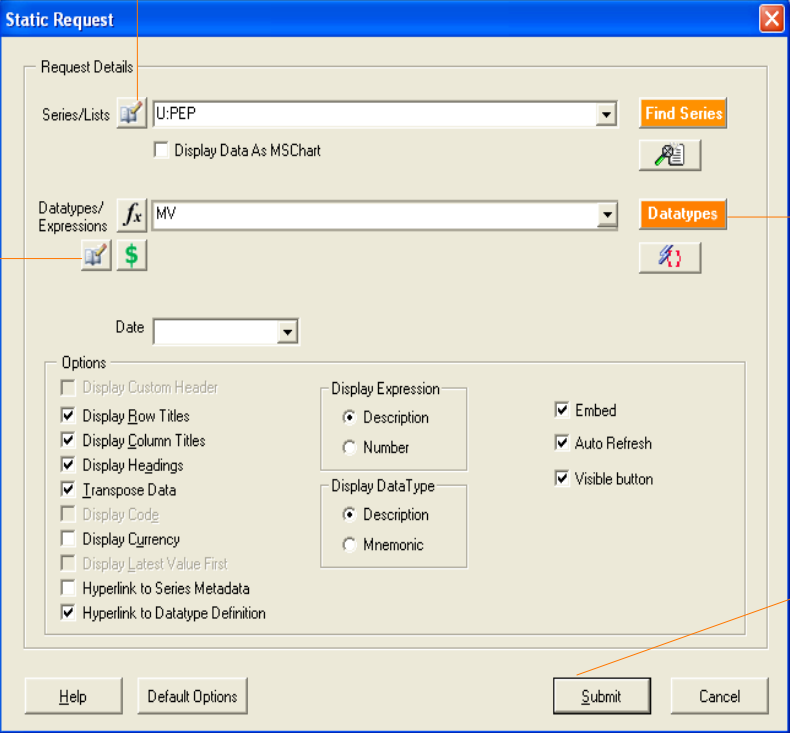 Static Request
Request Details
Series/Lists
U:PEP
Find Series
Display Data As MSChart
Datatypes/
Expressions
fx
MV
Datatypes
$
{}
Date
Options
Display Custom Header
Display Row Titles
Display Column Titles
Display Headings
Transpose Data
Display Code
Display Currency
Display Latest Value First
Hyperlink to Series Metadata
Hyperlink to Datatype Definition
Display Expression
Description
Number
Display DataType
Description
Mnemonic
Embed
Auto Refresh
Visible button
Help
Default Options
Submit
Cancel